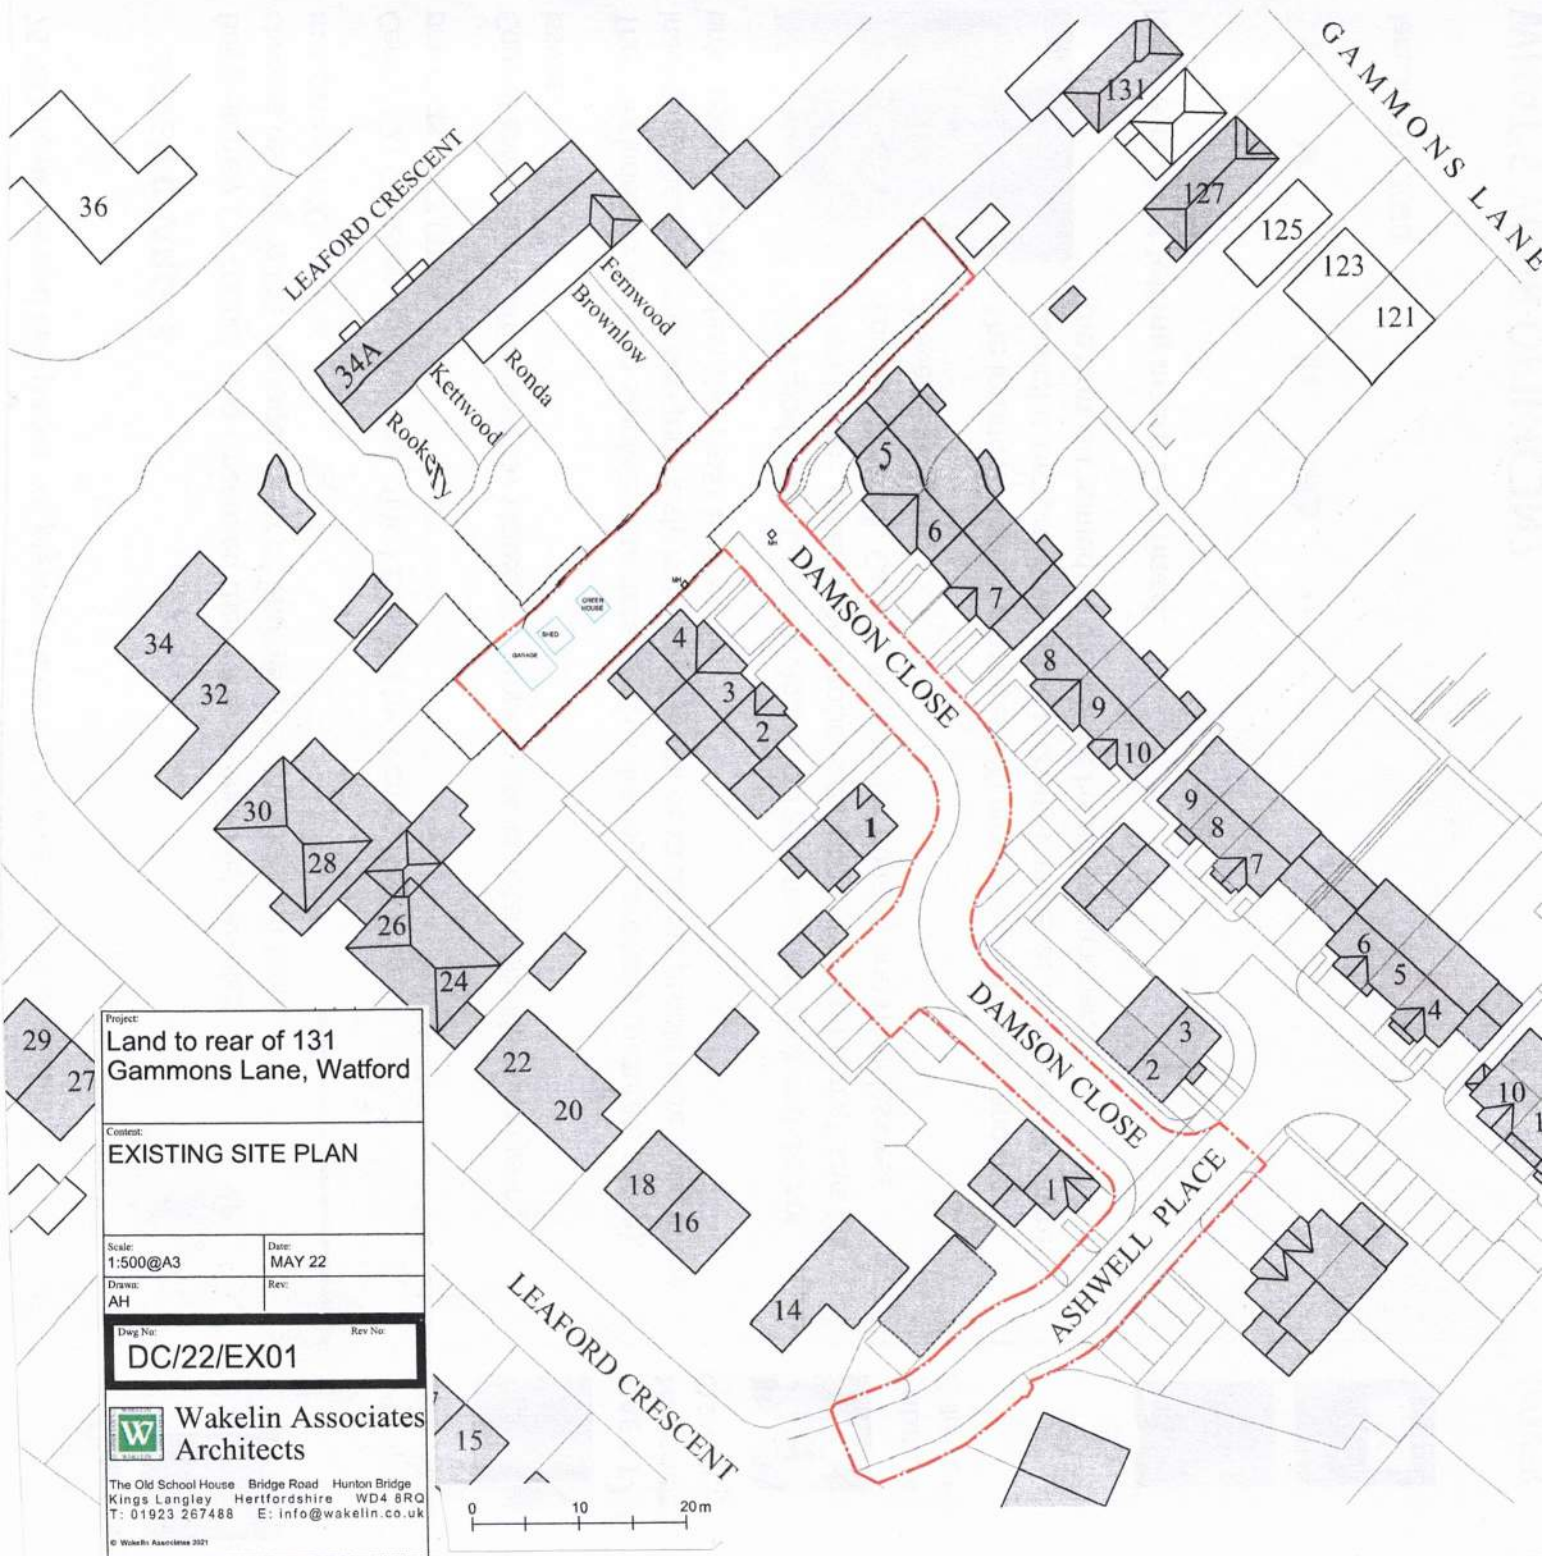 GAMMONS LANE
131
127
125
123
121
36
LEAFORD CRESCENT
34A
Fernwood
Brownlow
Ronda
Kettwood
Rookery
5
6
7
8
9
10
MH
DAMSON CLOSE
MH
GREEN
HOUSE
SHED
GARAGE
4
3
2
1
34
32
30
28
26
24
9
8
7
6
5
4
10
1
DAMSON CLOSE
3
2
1
ASHWELL PLACE
22
20
18
16
14
LEAFORD CRESCENT
29
27
15
Project:
Land to rear of 131
Gammons Lane, Watford
Content:
EXISTING SITE PLAN
Scale:
1:500@A3
Date:
MAY 22
Drawn:
AH
Rev:
Dwg No:
Rev No:
DC/22/EX01
W
Wakelin Associates
Architects
The Old School House Bridge Road Hunton Bridge
Kings Langley Hertfordshire WD4 8RQ
T: 01923 267488 E: info@wakelin.co.uk
© Wakelin Associates 2021
0 10 20m